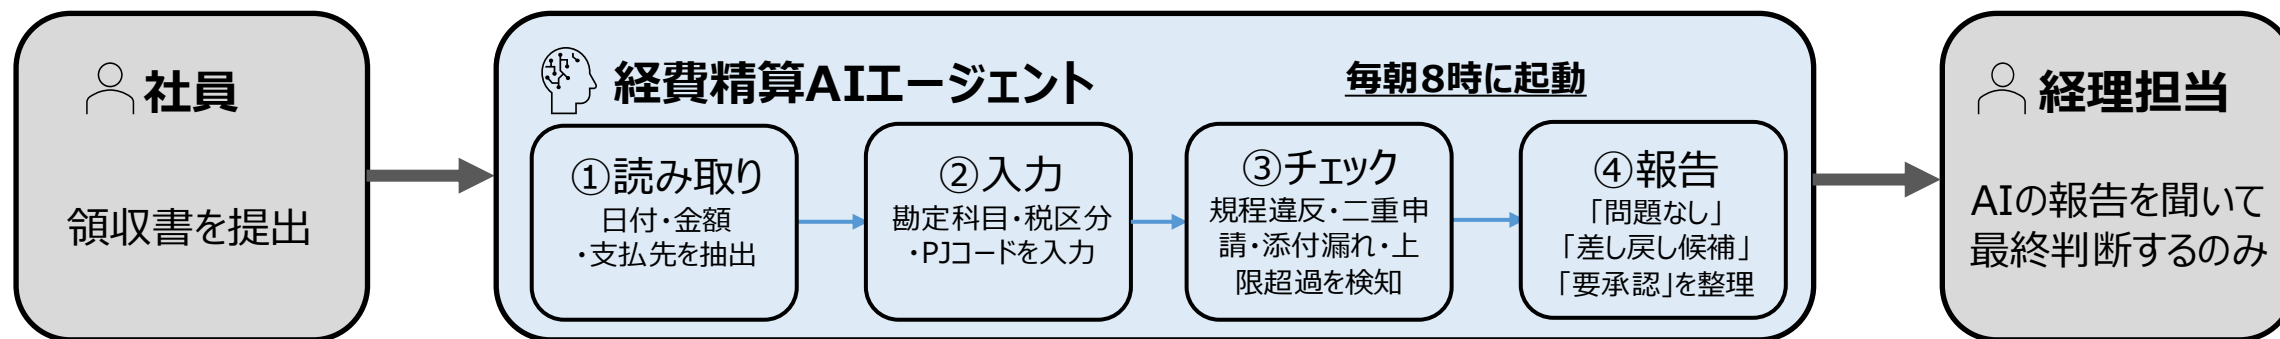 社員
領収書を提出
経費精算AIエージェント
毎朝8時に起動
①読み取り
日付・金額
・支払先を抽出
②入力
勘定科目・税区分
・PJコードを入力
③チェック
規程違反・二重申
請・添付漏れ・上
限超過を検知
④報告
「問題なし」
「差し戻し候補」
「要承認」を整理
経理担当
AIの報告を聞いて
最終判断するのみ